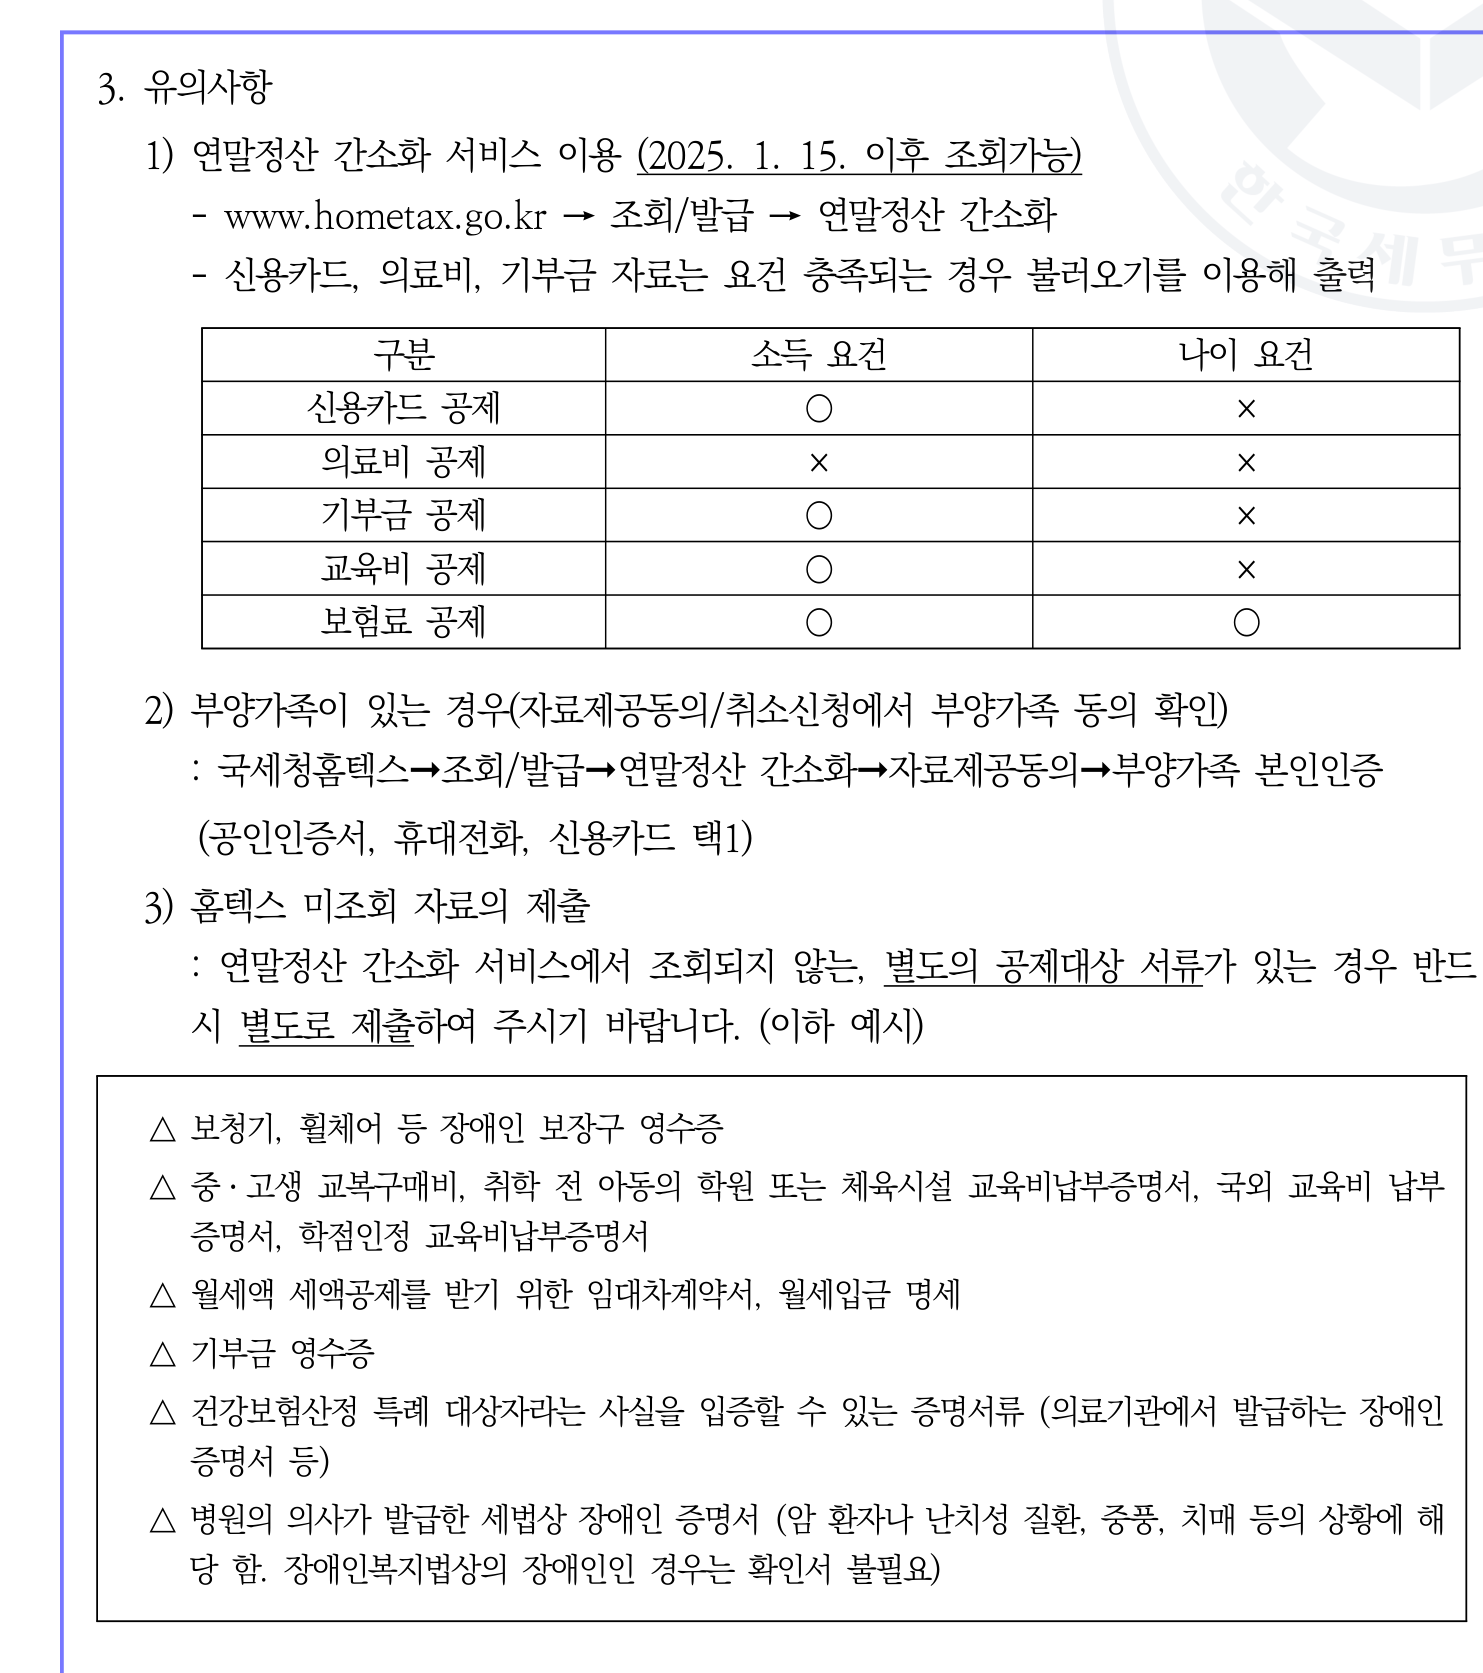 3. 유의사항
1) 연말정산 간소화 서비스 이용 (2025. 1. 15. 이후 조회가능)
- www.hometax.go.kr → 조회/발급 → 연말정산 간소화
- 신용카드, 의료비, 기부금 자료는 요건 충족되는 경우 불러오기를 이용해 출력
구분 소득 요건 나이 요건
신용카드 공제 ○ ×
의료비 공제 × ×
기부금 공제 ○ ×
교육비 공제 ○ ×
보험료 공제 ○ ○
2) 부양가족이 있는 경우(자료제공동의/취소신청에서 부양가족 동의 확인)
: 국세청홈텍스➞조회/발급➞연말정산 간소화➞자료제공동의➞부양가족 본인인증
(공인인증서, 휴대전화, 신용카드 택1)
3) 홈텍스 미조회 자료의 제출
: 연말정산 간소화 서비스에서 조회되지 않는, 별도의 공제대상 서류가 있는 경우 반드
시 별도로 제출하여 주시기 바랍니다. (이하 예시)
△ 보청기, 휠체어 등 장애인 보장구 영수증
△ 중·고생 교복구매비, 취학 전 아동의 학원 또는 체육시설 교육비납부증명서, 국외 교육비 납부
증명서, 학점인정 교육비납부증명서
△ 월세액 세액공제를 받기 위한 임대차계약서, 월세입금 명세
△ 기부금 영수증
△ 건강보험산정 특례 대상자라는 사실을 입증할 수 있는 증명서류 (의료기관에서 발급하는 장애인
증명서 등)
△ 병원의 의사가 발급한 세법상 장애인 증명서 (암 환자나 난치성 질환, 중풍, 치매 등의 상황에 해
당 함. 장애인복지법상의 장애인인 경우는 확인서 불필요)
한국세무